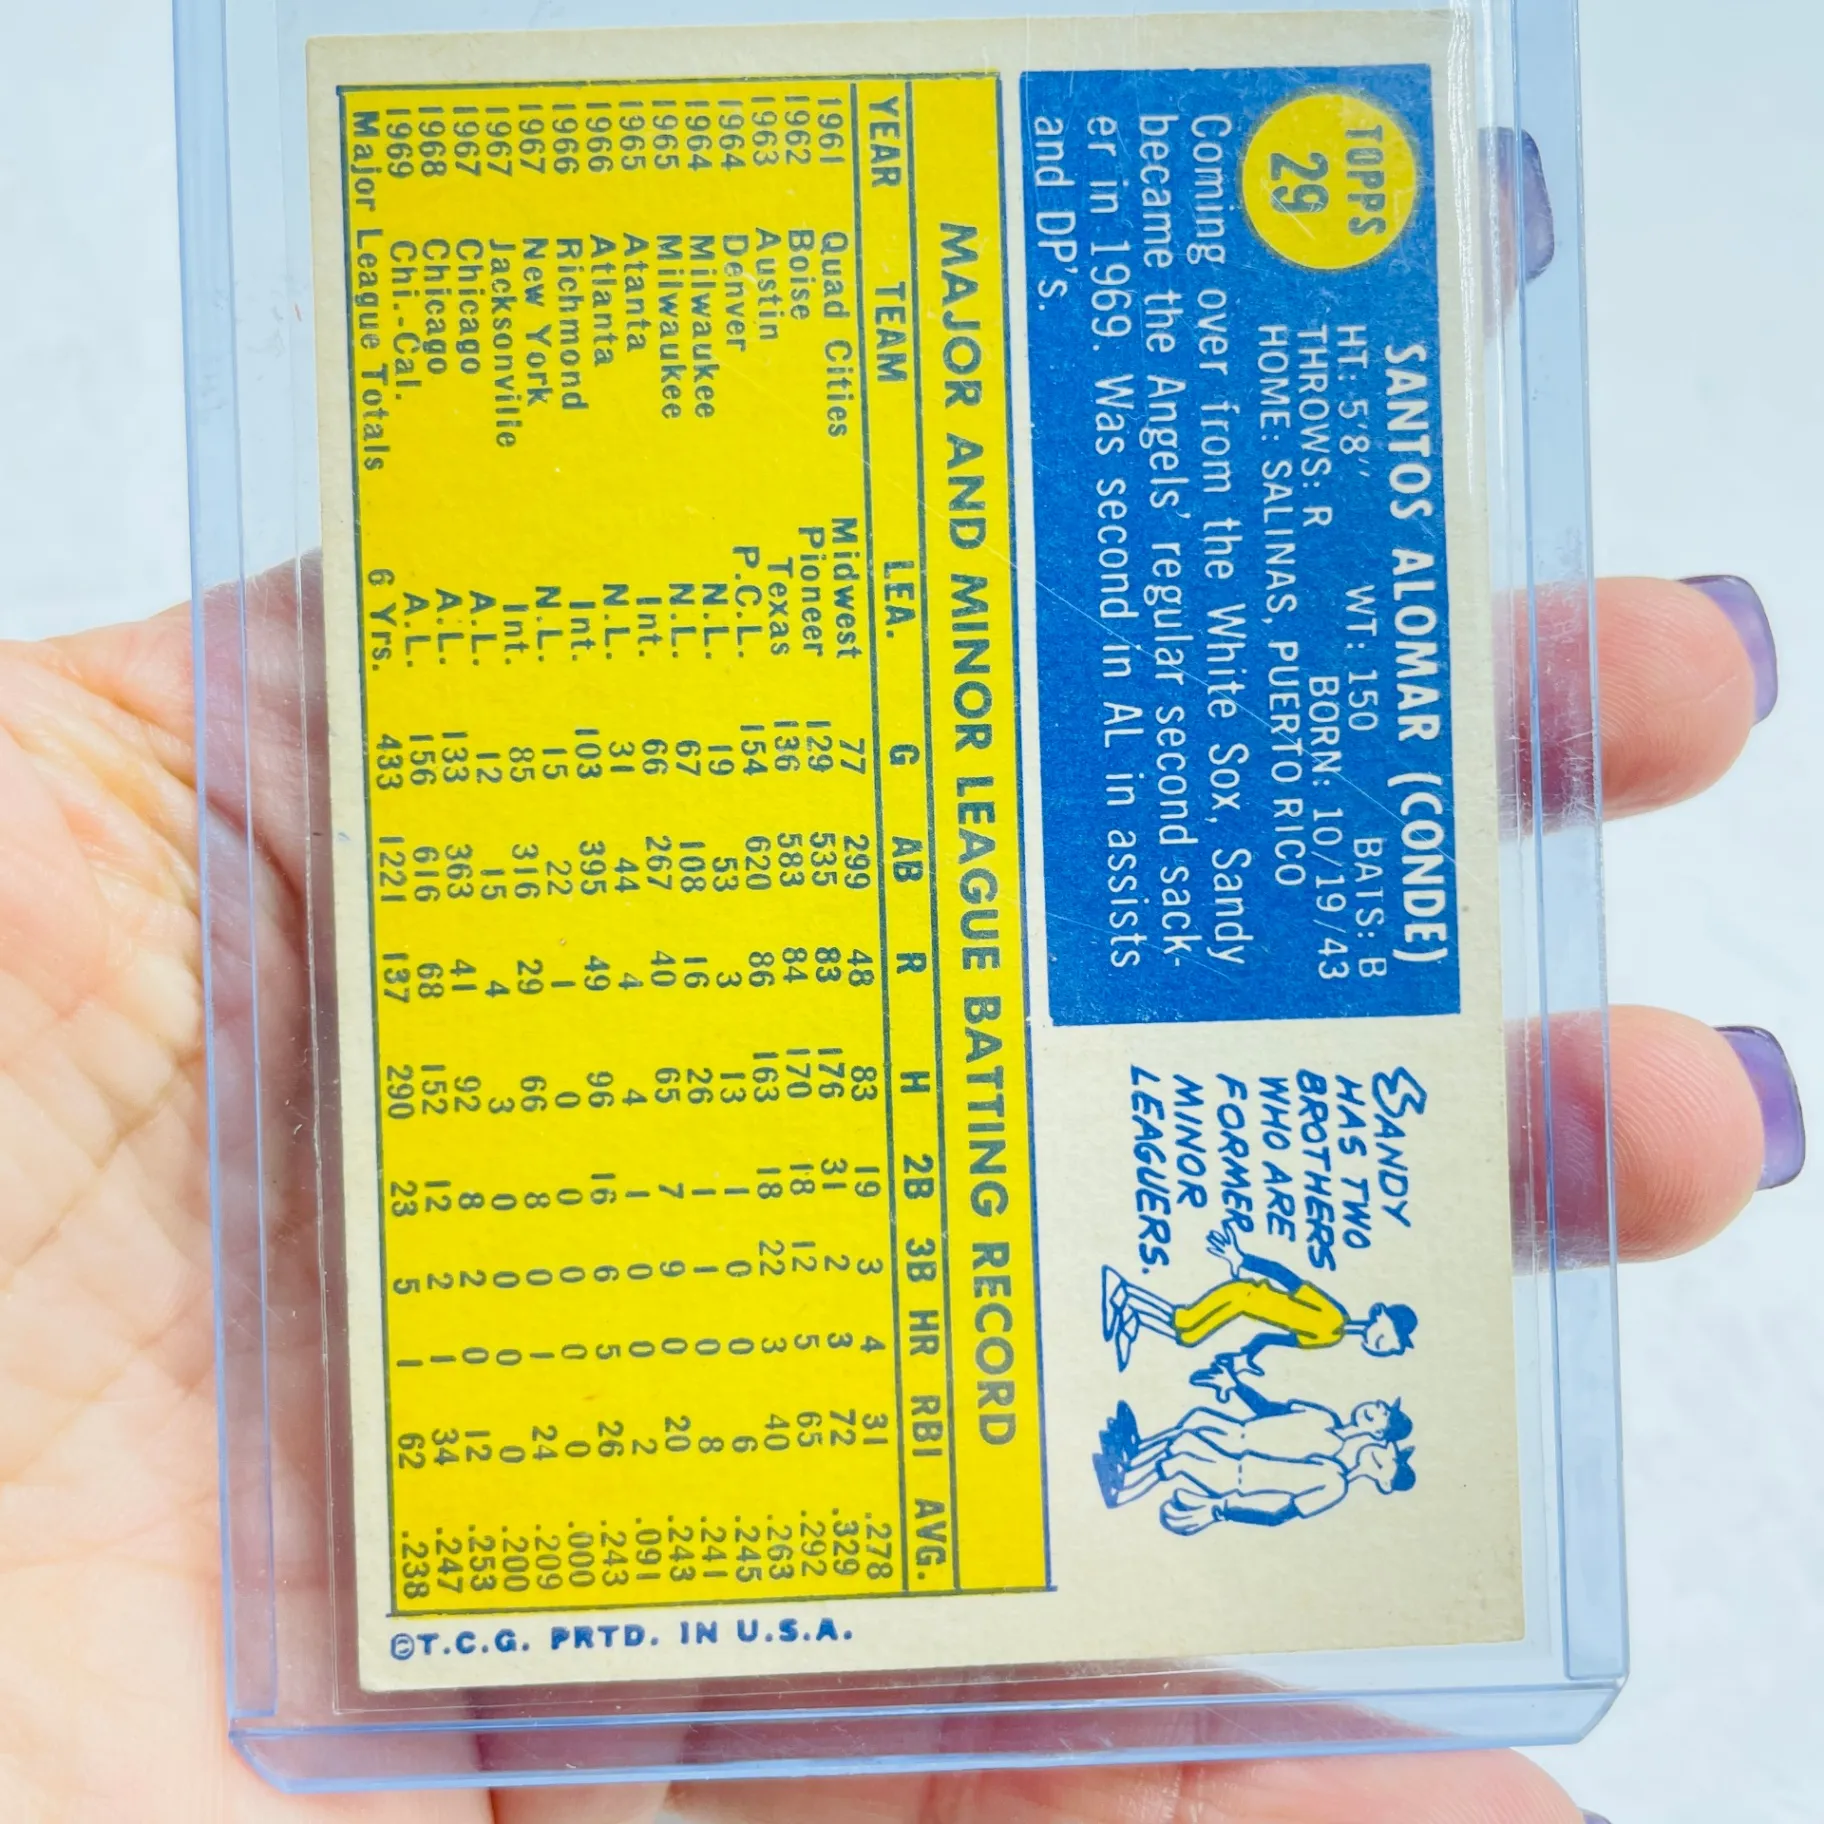 TOPPS
29
SANTOS ALOMAR (CONDE)
HT: 5'8" WT: 150 BATS: B
THROWS: R BORN: 10/19/43
HOME: SALINAS, PUERTO RICO
Coming over from the White Sox, Sandy
became the Angels' regular second sack-
er in 1969. Was second in AL in assists
and DP's.
SANDY
HAS TWO
BROTHERS
WHO ARE
FORMER
MINOR
LEAGUERS.
MAJOR AND MINOR LEAGUE BATTING RECORD
YEAR TEAM LEA. G AB R H 2B 3B HR RBI AVG.
1961 Quad Cities Midwest 77 299 48 83 19 3 4 31 .278
1962 Boise Pioneer 129 535 83 176 31 2 3 72 .329
1963 Austin Texas 136 583 84 170 18 12 5 65 .292
1964 Denver P.C.L. 154 620 86 163 18 22 3 40 .263
1964 Milwaukee N.L. 19 53 3 13 1 0 0 6 .245
1965 Milwaukee N.L. 67 108 16 26 1 1 0 8 .241
1965 Atanta Int. 66 267 40 65 7 9 0 20 .243
1966 Atlanta N.L. 31 44 4 4 1 0 0 2 .091
1966 Richmond Int. 103 395 49 96 16 6 5 26 .243
1967 New York N.L. 15 22 1 0 0 0 0 0 .000
1967 Jacksonville Int. 85 316 29 66 8 0 1 24 .209
1967 Chicago A.L. 12 15 4 3 0 0 0 0 .200
1968 Chicago A.L. 133 363 41 92 8 2 0 12 .253
1969 Chi.-Cal. A.L. 156 616 68 152 12 2 1 34 .247
Major League Totals 6 Yrs. 433 1221 137 290 23 5 1 62 .238
©T.C.G. PRTD. IN U.S.A.